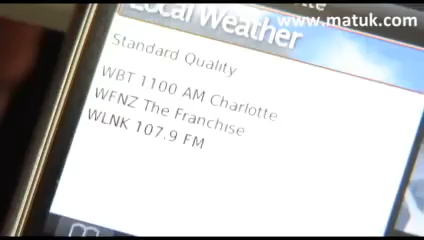 www.matuk.com
Local Weather
Standard Quality
WBT 1100 AM Charlotte
WFNZ The Franchise
WLNK 107.9 FM